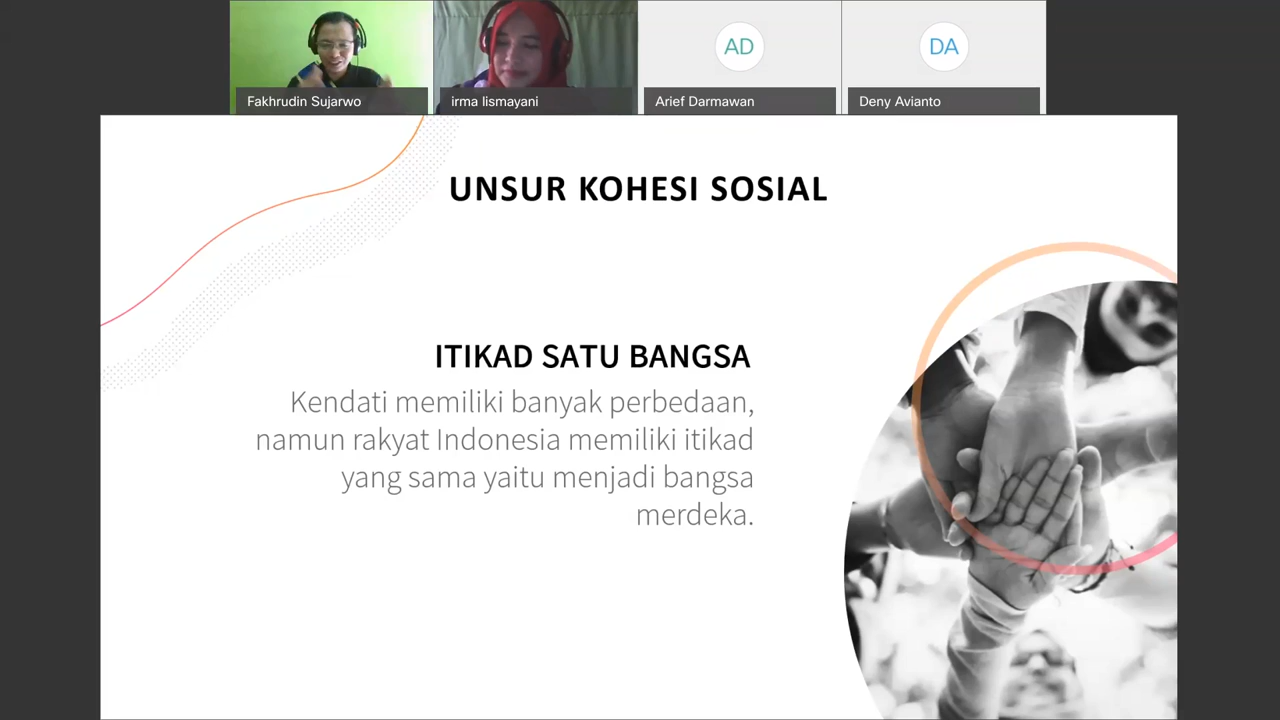 Fakhrudin Sujarwo
irma lismayani
AD
Arief Darmawan
DA
Deny Avianto
UNSUR KOHESI SOSIAL
ITIKAD SATU BANGSA
Kendati memiliki banyak perbedaan,
namun rakyat Indonesia memiliki itikad
yang sama yaitu menjadi bangsa
merdeka.